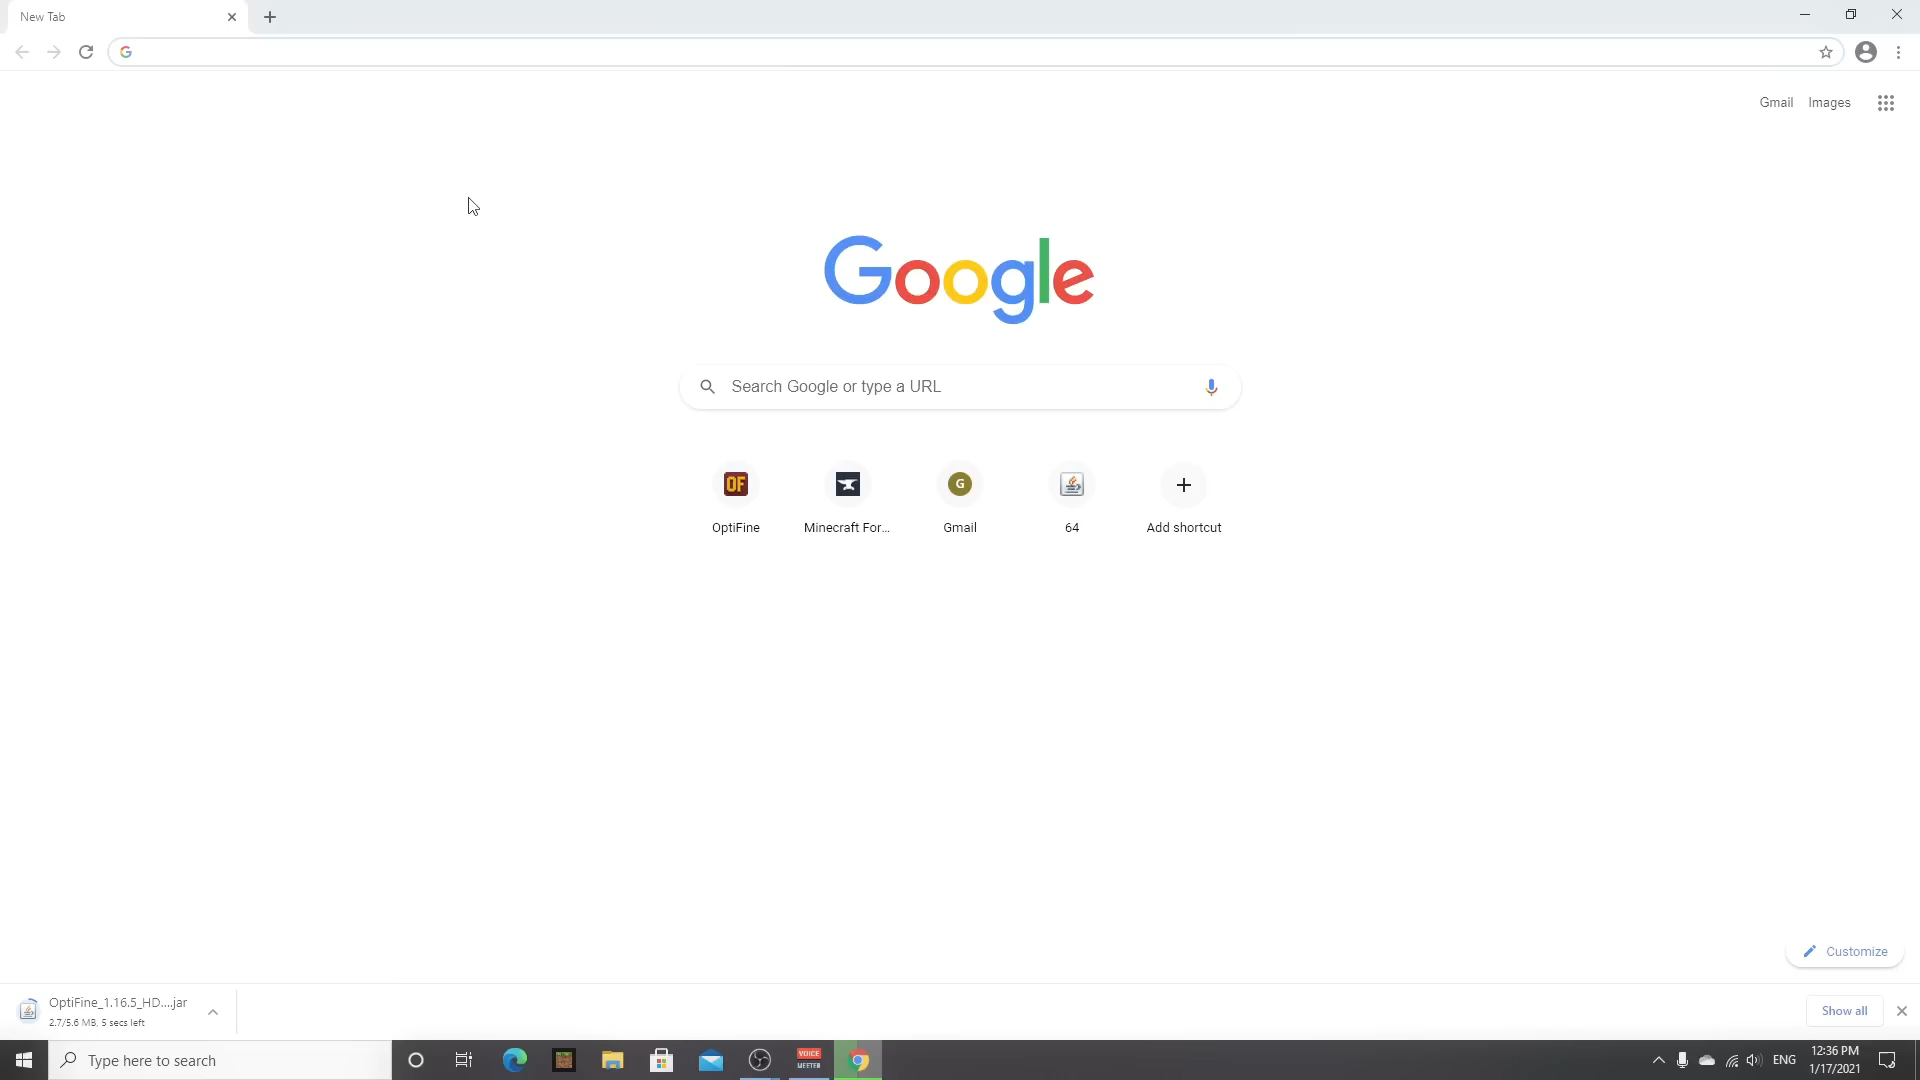 New Tab
Gmail Images
Google
Search Google or type a URL
OF
G
OptiFine
Minecraft For...
Gmail
64
Add shortcut
Customize
OptiFine_1.16.5_HD....jar
2.7/5.6 MB, 5 secs left
Show all
Type here to search
VOICE
MEETER
ENG
12:36 PM
1/17/2021